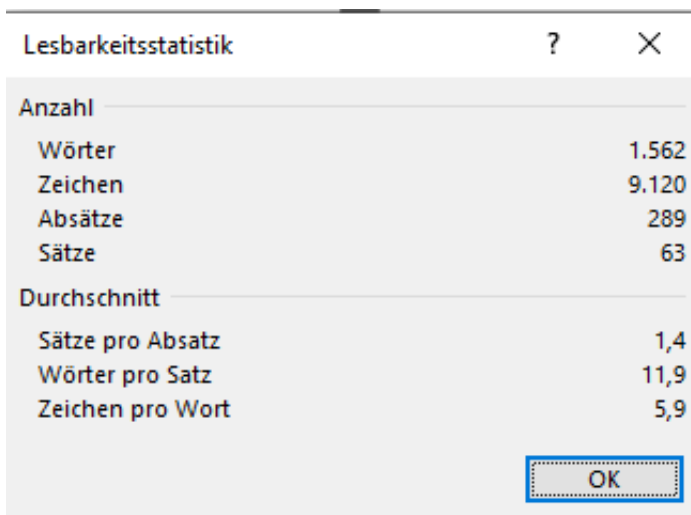 Lesbarkeitsstatistik ?
Anzahl
Wörter 1.562
Zeichen 9.120
Absätze 289
Sätze 63
Durchschnitt
Sätze pro Absatz 1,4
Wörter pro Satz 11,9
Zeichen pro Wort 5,9
OK